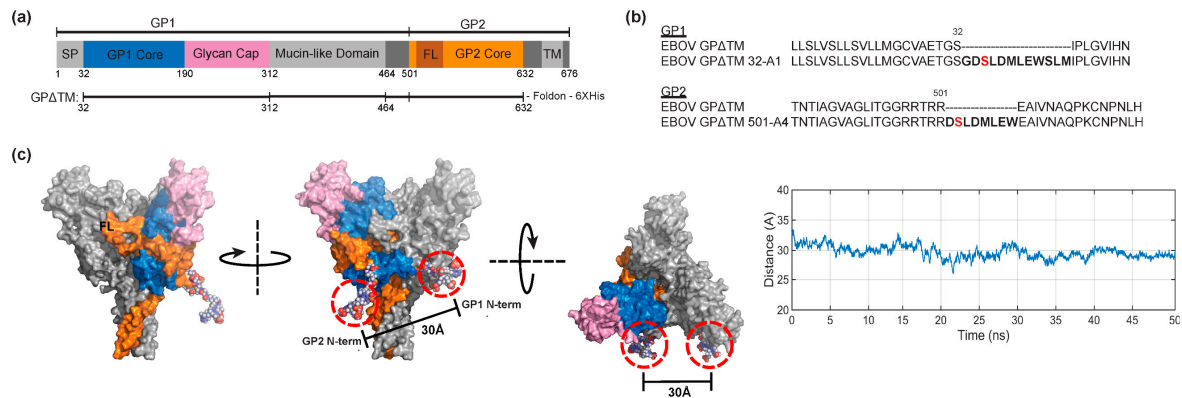 (a)
GP1
GP2
SP
GP1 Core
Glycan Cap
Mucin-like Domain
FL
GP2 Core
TM
1
32
190
312
464
501
632
676
GPΔTM:
- Foldon - 6XHis
32
312
464
632
(b)
GP1
32
EBOV GPΔTM LLSLVSLLSVLLMGCVAETGS------------------------IPLGVIHN
EBOV GPΔTM 32-A1 LLSLVSLLSVLLMGCVAETGSGDSLDMLEWSLMIPLGVIHN
GP2
501
EBOV GPΔTM TNTIAGVAGLITGGRRTRR----------------EAIVNAQPKCNPNLH
EBOV GPΔTM 501-A4 TNTIAGVAGLITGGRRTRRDSLDMLEWEAIVNAQPKCNPNLH
(c)
FL
GP1 N-term
30Å
GP2 N-term
30Å
Distance (A)
40
35
30
25
20
0
5
10
15
20
25
30
35
40
45
50
Time (ns)